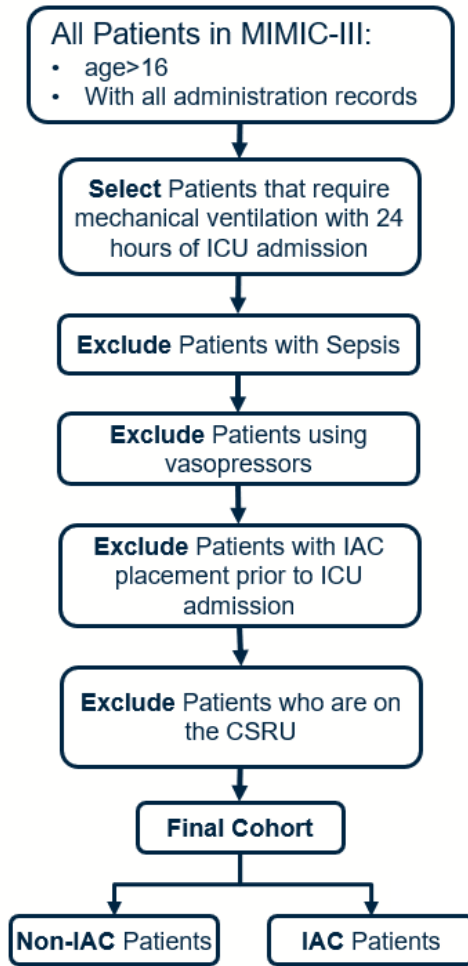 All Patients in MIMIC-III:
• age>16
• With all administration records
Select Patients that require
mechanical ventilation with 24
hours of ICU admission
Exclude Patients with Sepsis
Exclude Patients using
vasopressors
Exclude Patients with IAC
placement prior to ICU
admission
Exclude Patients who are on
the CSRU
Final Cohort
Non-IAC Patients
IAC Patients